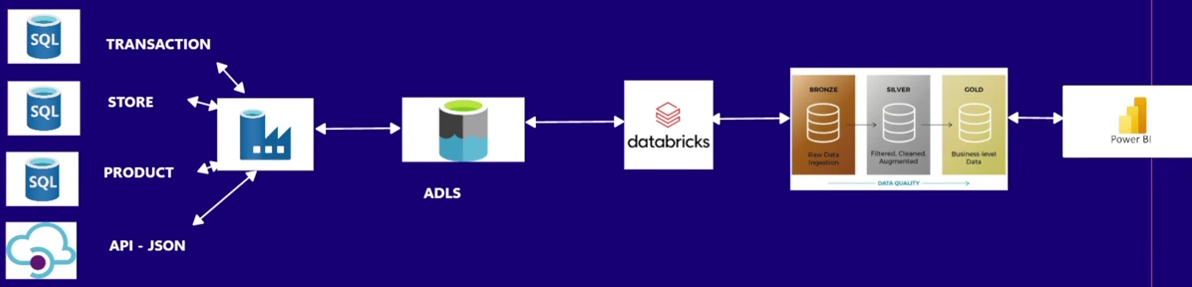 SQL
TRANSACTION
SQL
STORE
SQL
PRODUCT
API - JSON
ADLS
databricks
BRONZE
Raw Data
Ingestion
SILVER
Filtered, Cleaned,
Augmented
GOLD
Business-level
Data
DATA QUALITY
Power BI